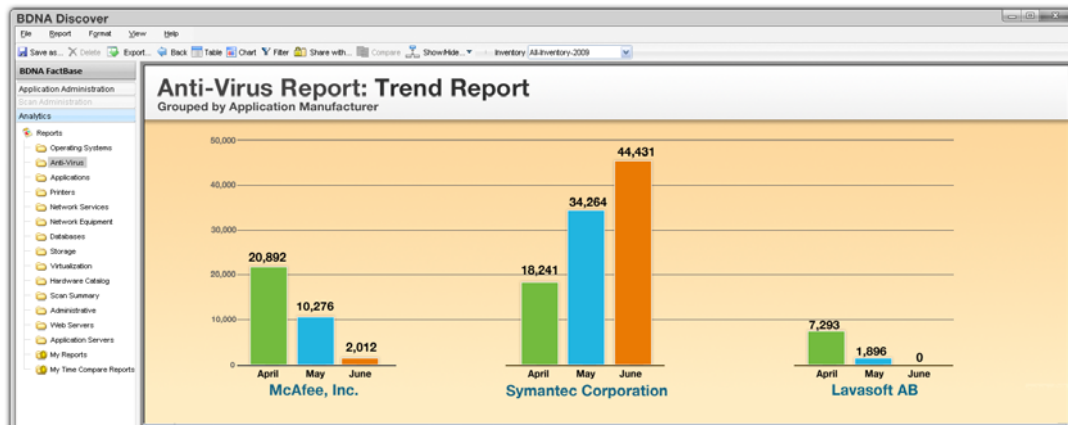 BDNA Discover
File Report Format View Help
Save as... Delete Export... Back Table Chart Filter Share with... Compare Show/Hide... Inventory All-Inventory-2009
BDNA FactBase
Application Administration
Scan Administration
Analytics
Reports
Operating Systems
Anti-Virus
Applications
Printers
Network Services
Network Equipment
Databases
Storage
Virtualization
Hardware Catalog
Scan Summary
Administrative
Web Servers
Application Servers
My Reports
My Time Compare Reports
Anti-Virus Report: Trend Report
Grouped by Application Manufacturer
50,000
40,000
30,000
20,000
10,000
0
20,892
10,276
2,012
April May June
McAfee, Inc.
18,241
34,264
44,431
April May June
Symantec Corporation
7,293
1,896
0
April May June
Lavasoft AB